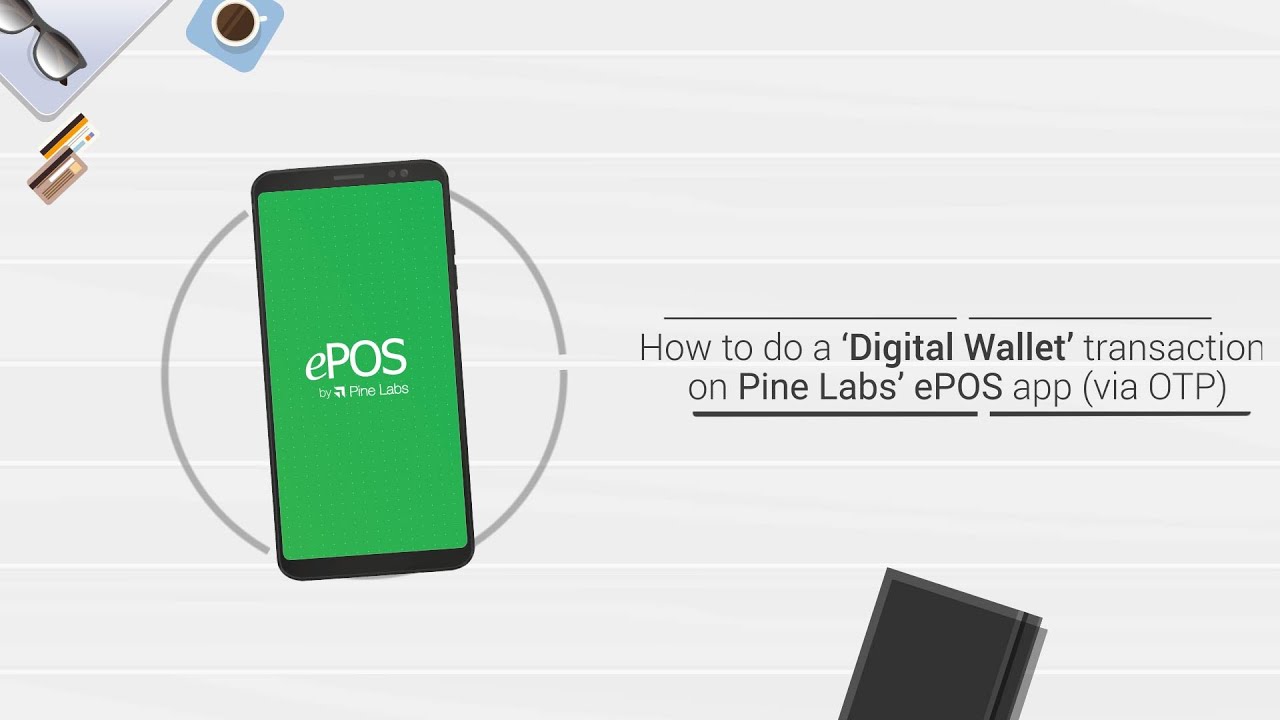 ePOS
by Pine Labs
How to do a ‘Digital Wallet’ transaction
on Pine Labs’ ePOS app (via OTP)